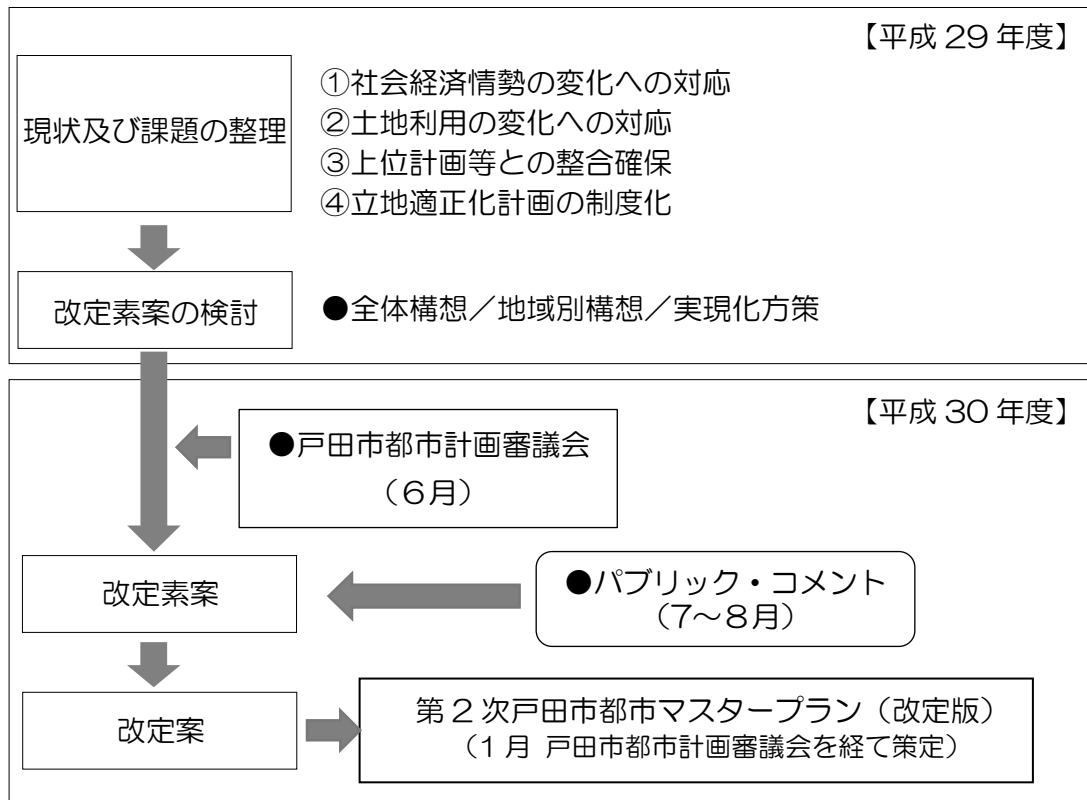 【平成 29 年度】
現状及び課題の整理
①社会経済情勢の変化への対応
②土地利用の変化への対応
③上位計画等との整合確保
④立地適正化計画の制度化
改定素案の検討
●全体構想／地域別構想／実現化方策
【平成 30 年度】
●戸田市都市計画審議会
（６月）
改定素案
●パブリック・コメント
（7～８月）
改定案
第２次戸田市都市マスタープラン（改定版）
（１月 戸田市都市計画審議会を経て策定）